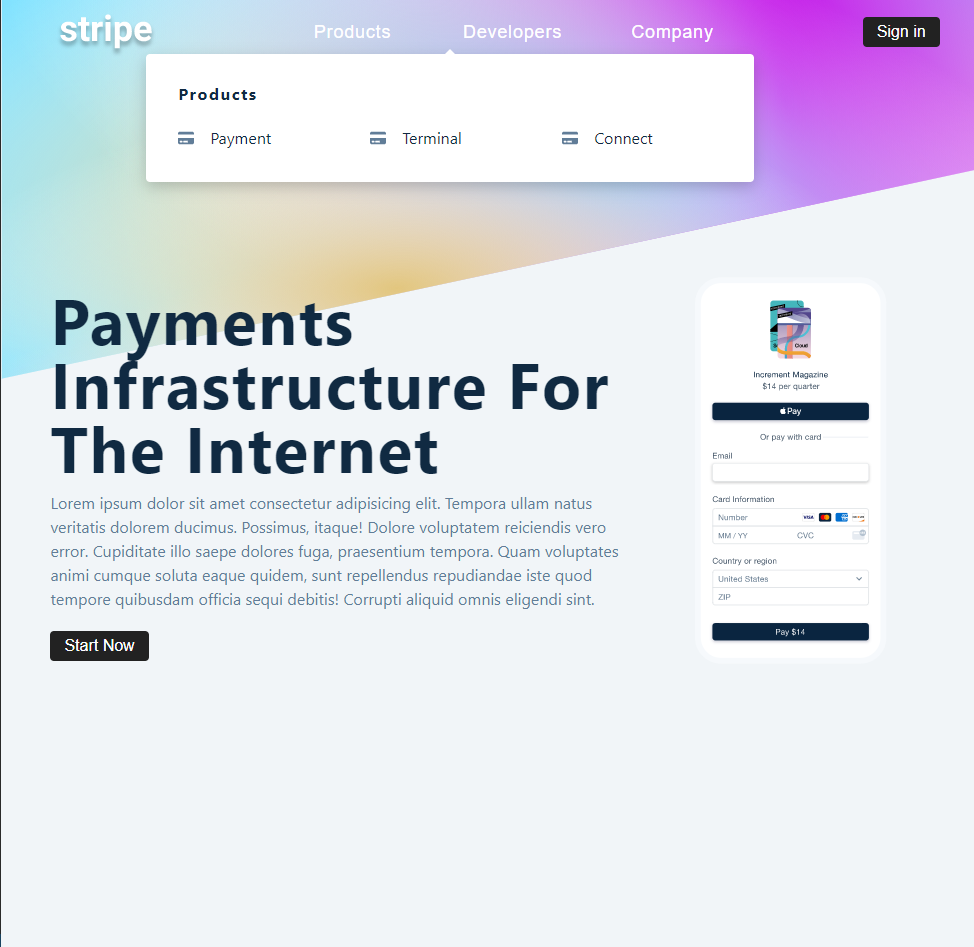 stripe
Products
Developers
Company
Sign in
Products
Payment
Terminal
Connect
Payments
Infrastructure For
The Internet
Lorem ipsum dolor sit amet consectetur adipisicing elit. Tempora ullam natus
veritatis dolorem ducimus. Possimus, itaque! Dolore voluptatem reiciendis vero
error. Cupiditate illo saepe dolores fuga, praesentium tempora. Quam voluptates
animi cumque soluta eaque quidem, sunt repellendus repudiandae iste quod
tempore quibusdam officia sequi debitis! Corrupti aliquid omnis eligendi sint.
Start Now
Cloud
Increment Magazine
$14 per quarter
Pay
Or pay with card
Email
Card Information
Number
VISA
MM / YY
CVC
Country or region
United States
ZIP
Pay $14